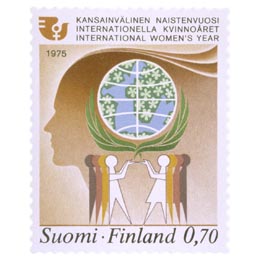 KANSAINVÄLINEN NAISTENVUOSI
INTERNATIONELLA KVINNOÅRET
INTERNATIONAL WOMEN'S YEAR
1975
Suomi · Finland 0,70